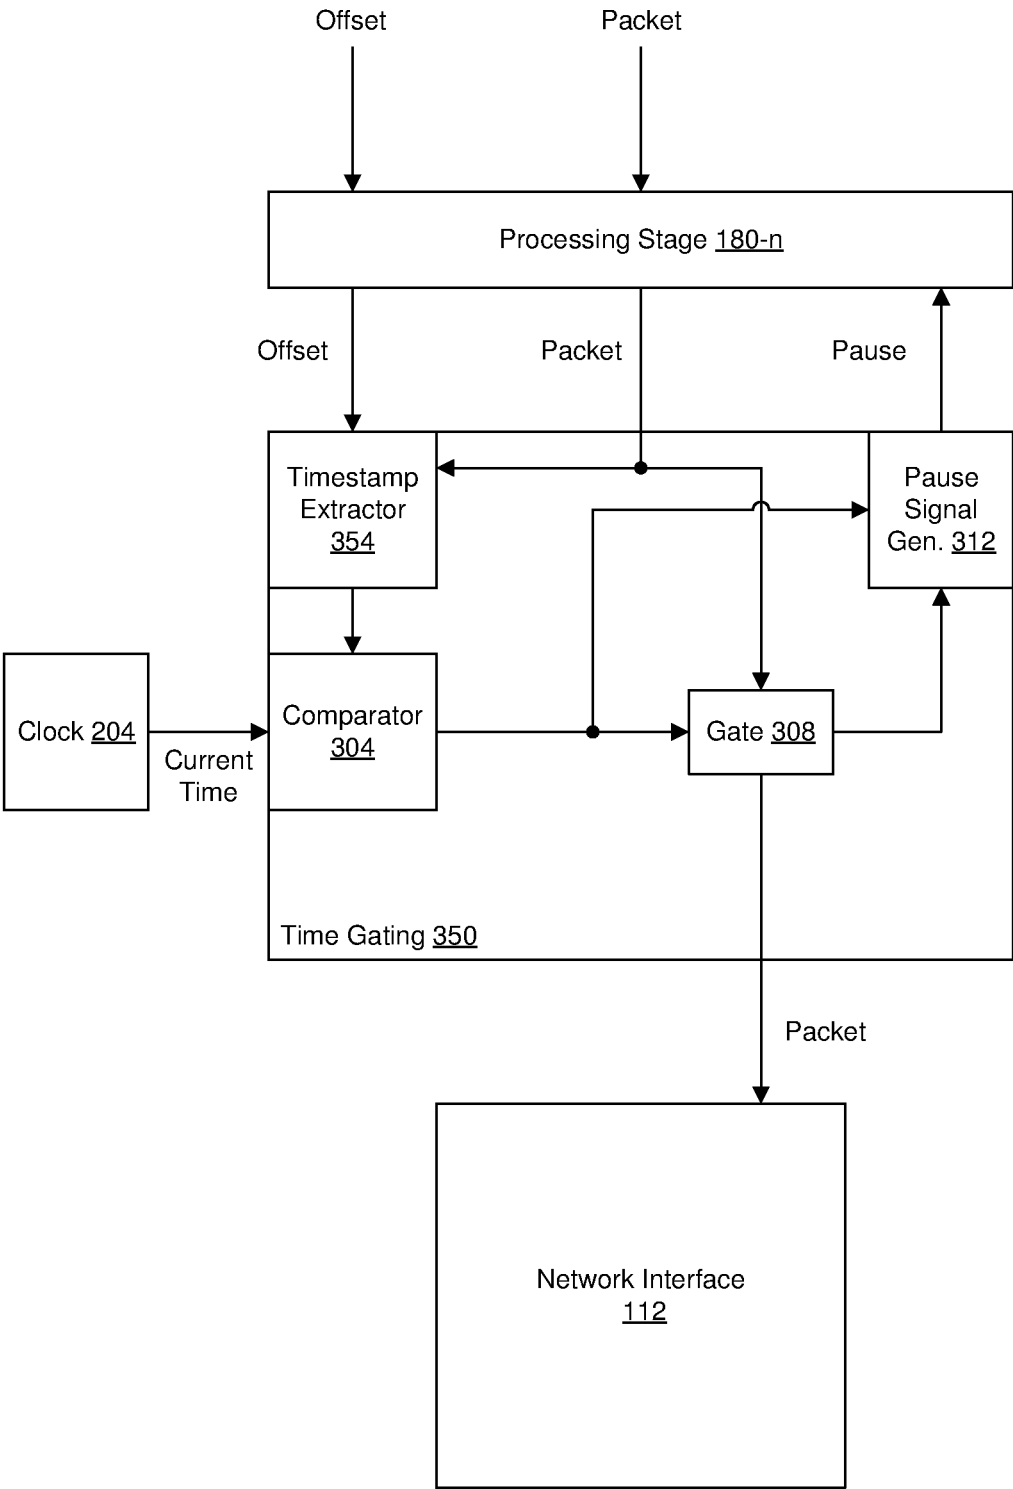 Offset
Packet
Processing Stage 180-n
Offset
Packet
Pause
Timestamp
Extractor
354
Pause
Signal
Gen. 312
Clock 204
Current
Time
Comparator
304
Gate 308
Time Gating 350
Packet
Network Interface
112